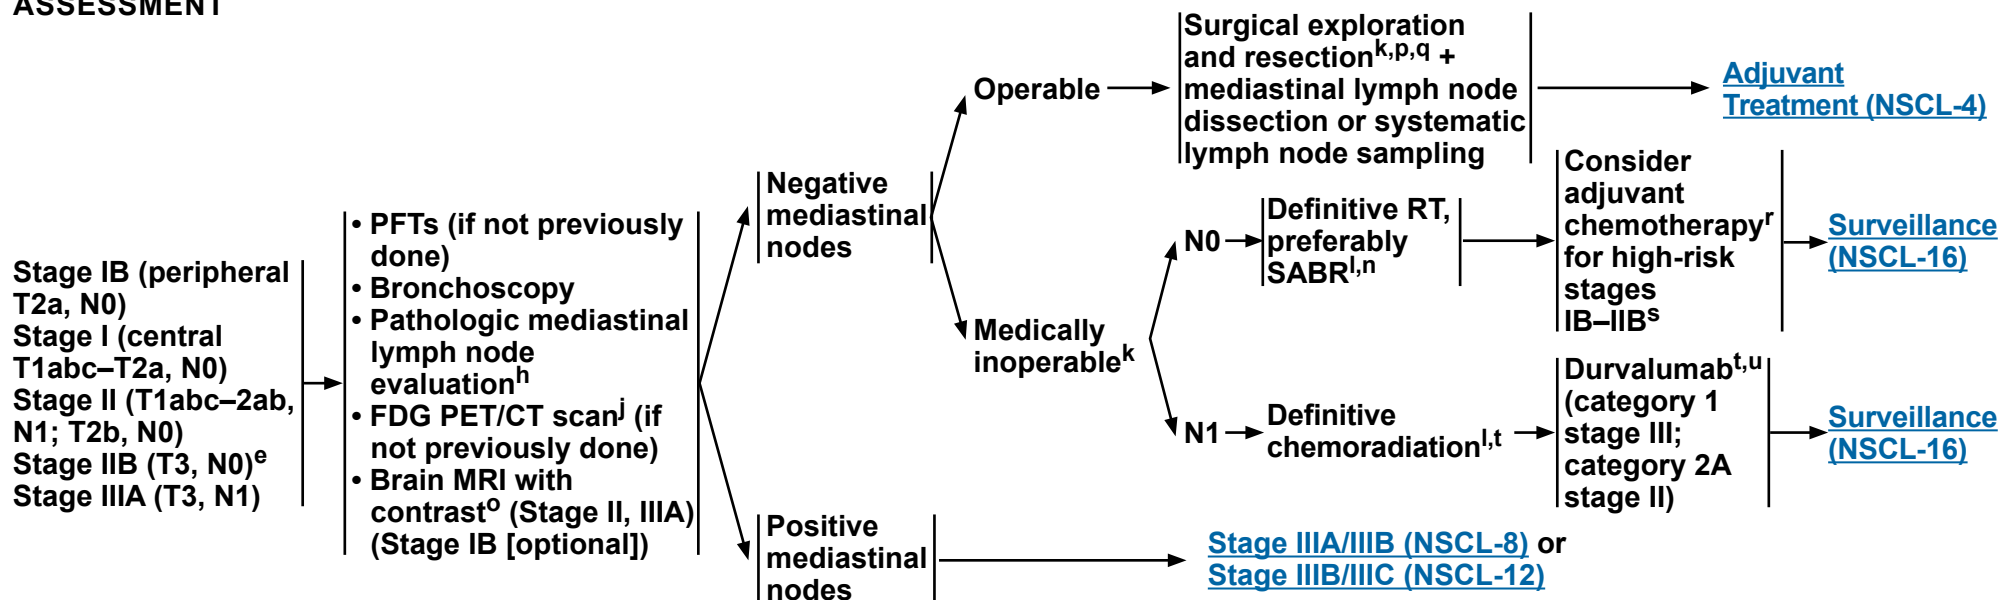 ASSESSMENT
Stage IB (peripheral
T2a, N0)
Stage I (central
T1abc–T2a, N0)
Stage II (T1abc–2ab,
N1; T2b, N0)
Stage IIB (T3, N0)e
Stage IIIA (T3, N1)
• PFTs (if not previously
done)
• Bronchoscopy
• Pathologic mediastinal
lymph node
evaluationh
• FDG PET/CT scanj (if
not previously done)
• Brain MRI with
contrasto (Stage II, IIIA)
(Stage IB [optional])
Negative
mediastinal
nodes
Operable
Surgical exploration
and resectionk,p,q +
mediastinal lymph node
dissection or systematic
lymph node sampling
Adjuvant
Treatment (NSCL-4)
Medically
inoperablek
N0
Definitive RT,
preferably
SABRl,n
Consider
adjuvant
chemotherapyr
for high-risk
stages
IB–IIBs
Surveillance
(NSCL-16)
N1
Definitive
chemoradiationl,t
Durvalumabt,u
(category 1
stage III;
category 2A
stage II)
Surveillance
(NSCL-16)
Positive
mediastinal
nodes
Stage IIIA/IIIB (NSCL-8) or
Stage IIIB/IIIC (NSCL-12)